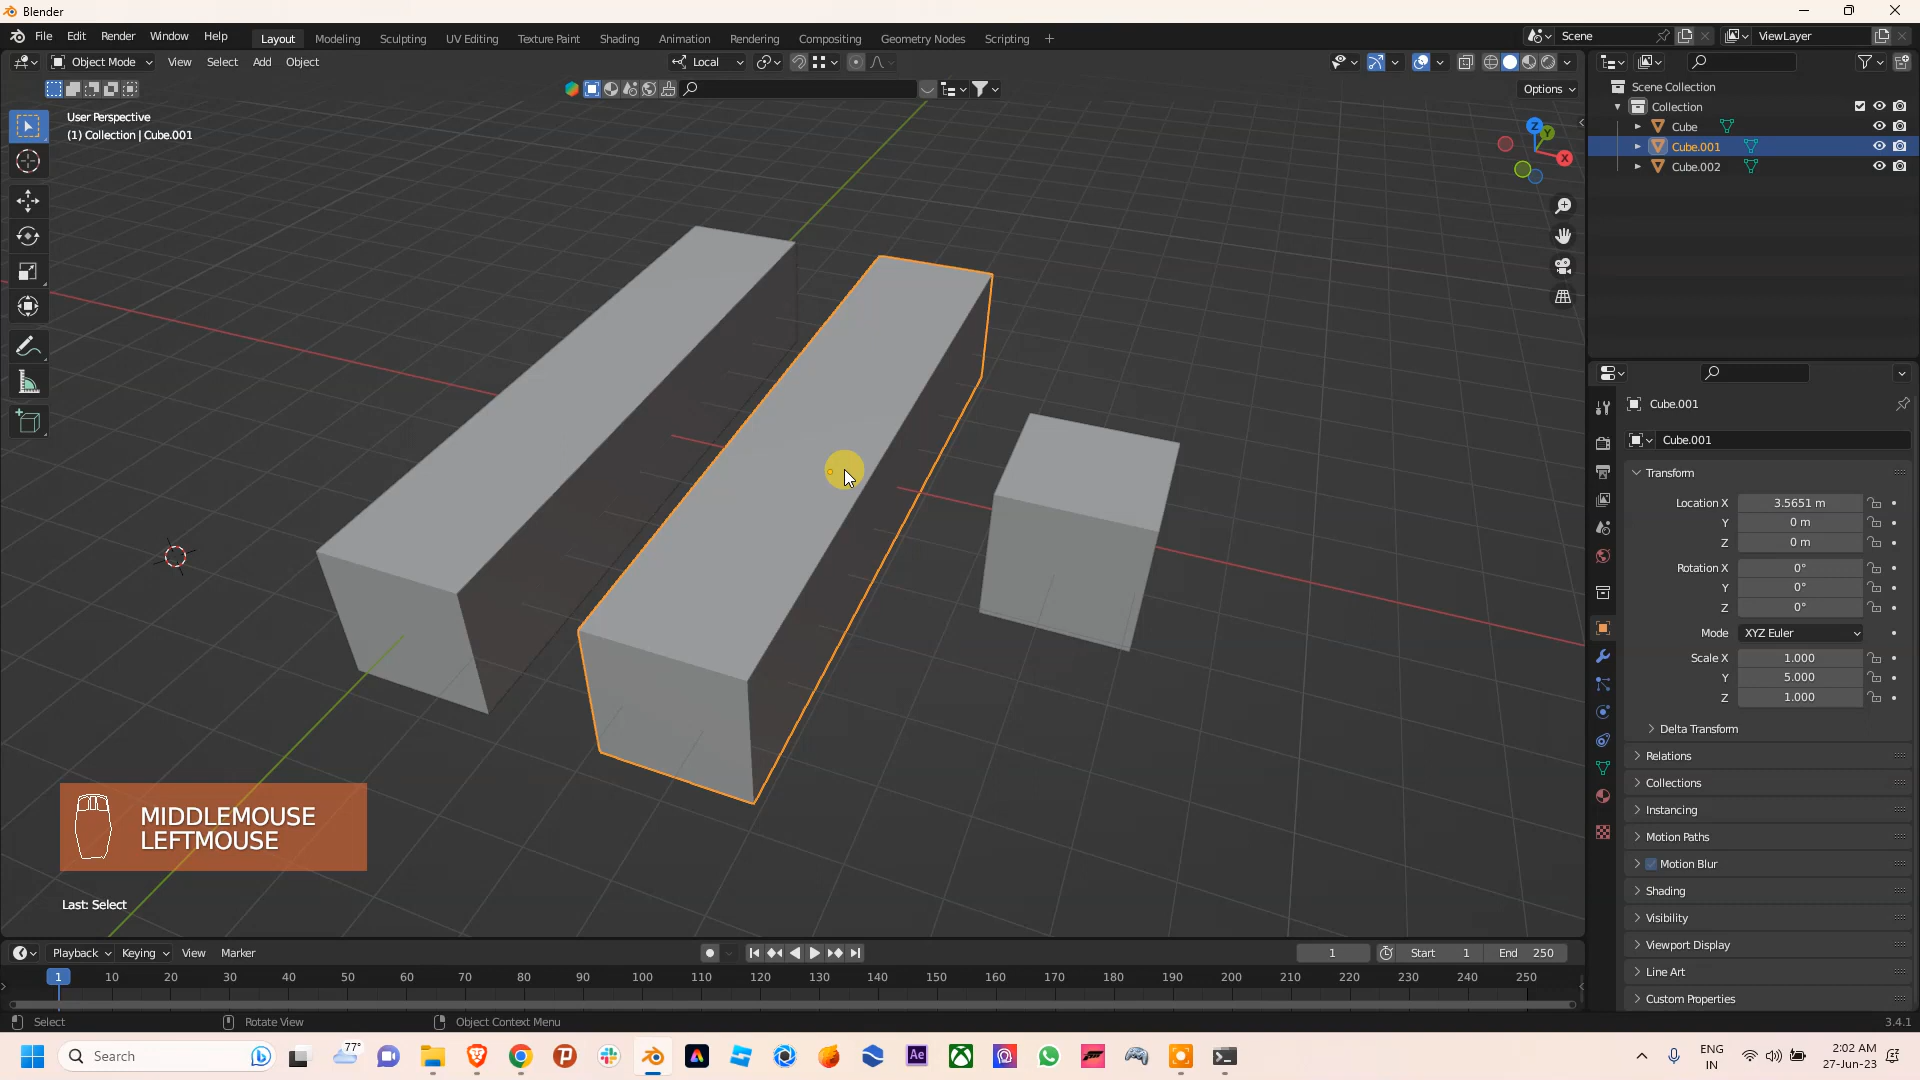 Blender
File Edit Render Window Help Layout Modeling Sculpting UV Editing Texture Paint Shading Animation Rendering Compositing Geometry Nodes Scripting + Scene ViewLayer
Object Mode View Select Add Object Local
Options
User Perspective
(1) Collection | Cube.001
Z
Y
X
Scene Collection
Collection
Cube
Cube.001
Cube.002
Cube.001
Cube.001
Transform
Location X 3.5651 m
Y 0 m
Z 0 m
Rotation X 0°
Y 0°
Z 0°
Mode XYZ Euler
Scale X 1.000
Y 5.000
Z 1.000
Delta Transform
Relations
Collections
Instancing
Motion Paths
Motion Blur
Shading
Visibility
Viewport Display
Line Art
Custom Properties
MIDDLEMOUSE
LEFTMOUSE
Last: Select
Playback Keying View Marker 1 Start 1 End 250
1 10 20 30 40 50 60 70 80 90 100 110 120 130 140 150 160 170 180 190 200 210 220 230 240 250
Select Rotate View Object Context Menu 3.4.1
Search 77° Ae ENG IN 2:02 AM 27-Jun-23